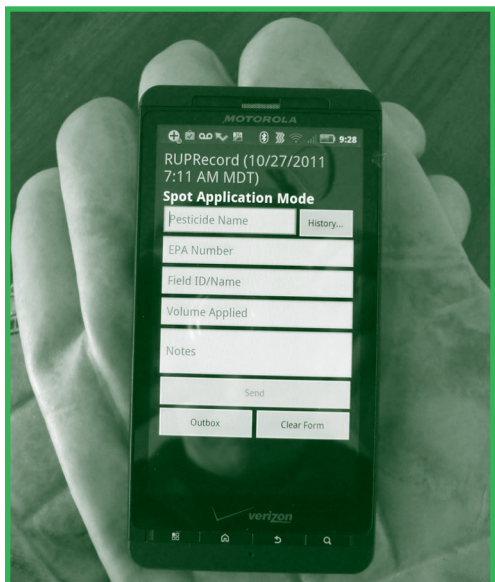 MOTOROLA
9:28
RUPRecord (10/27/2011
7:11 AM MDT)
Spot Application Mode
Pesticide Name
History...
EPA Number
Field ID/Name
Volume Applied
Notes
Send
Outbox
Clear Form
verizon